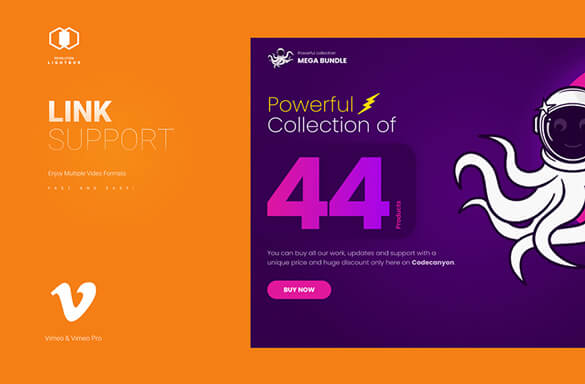 REVOLUTION
LIGHTBOX
LINK
SUPPORT
Enjoy Multiple Video Formats
FAST AND EASY!
Vimeo & Vimeo Pro
Powerful collection
MEGA BUNDLE
Powerful
Collection of
44
Products
You can buy all our work, updates and support with a
unique price and huge discount only here on Codecanyon.
BUY NOW